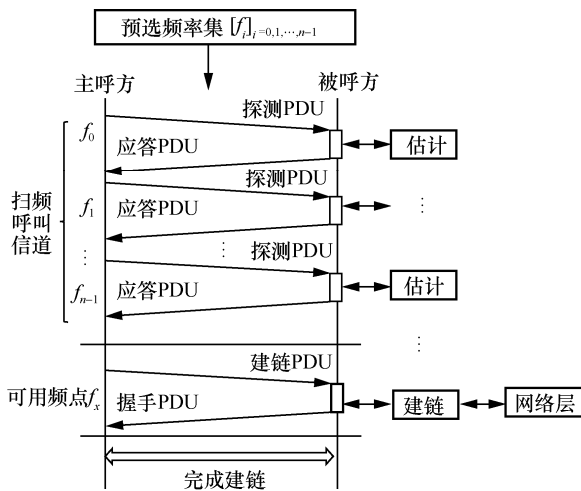 预选频率集 [f_i]_{i=0,1,⋯,n−1}
主呼方 被呼方
探测PDU
f_0 应答PDU 估计
探测PDU
扫频呼叫信道
f_1 应答PDU ⋮
⋮ ⋮ 探测PDU
f_{n−1} 应答PDU 估计
⋮
建链PDU
可用频点f_x 握手PDU 建链 网络层
完成建链